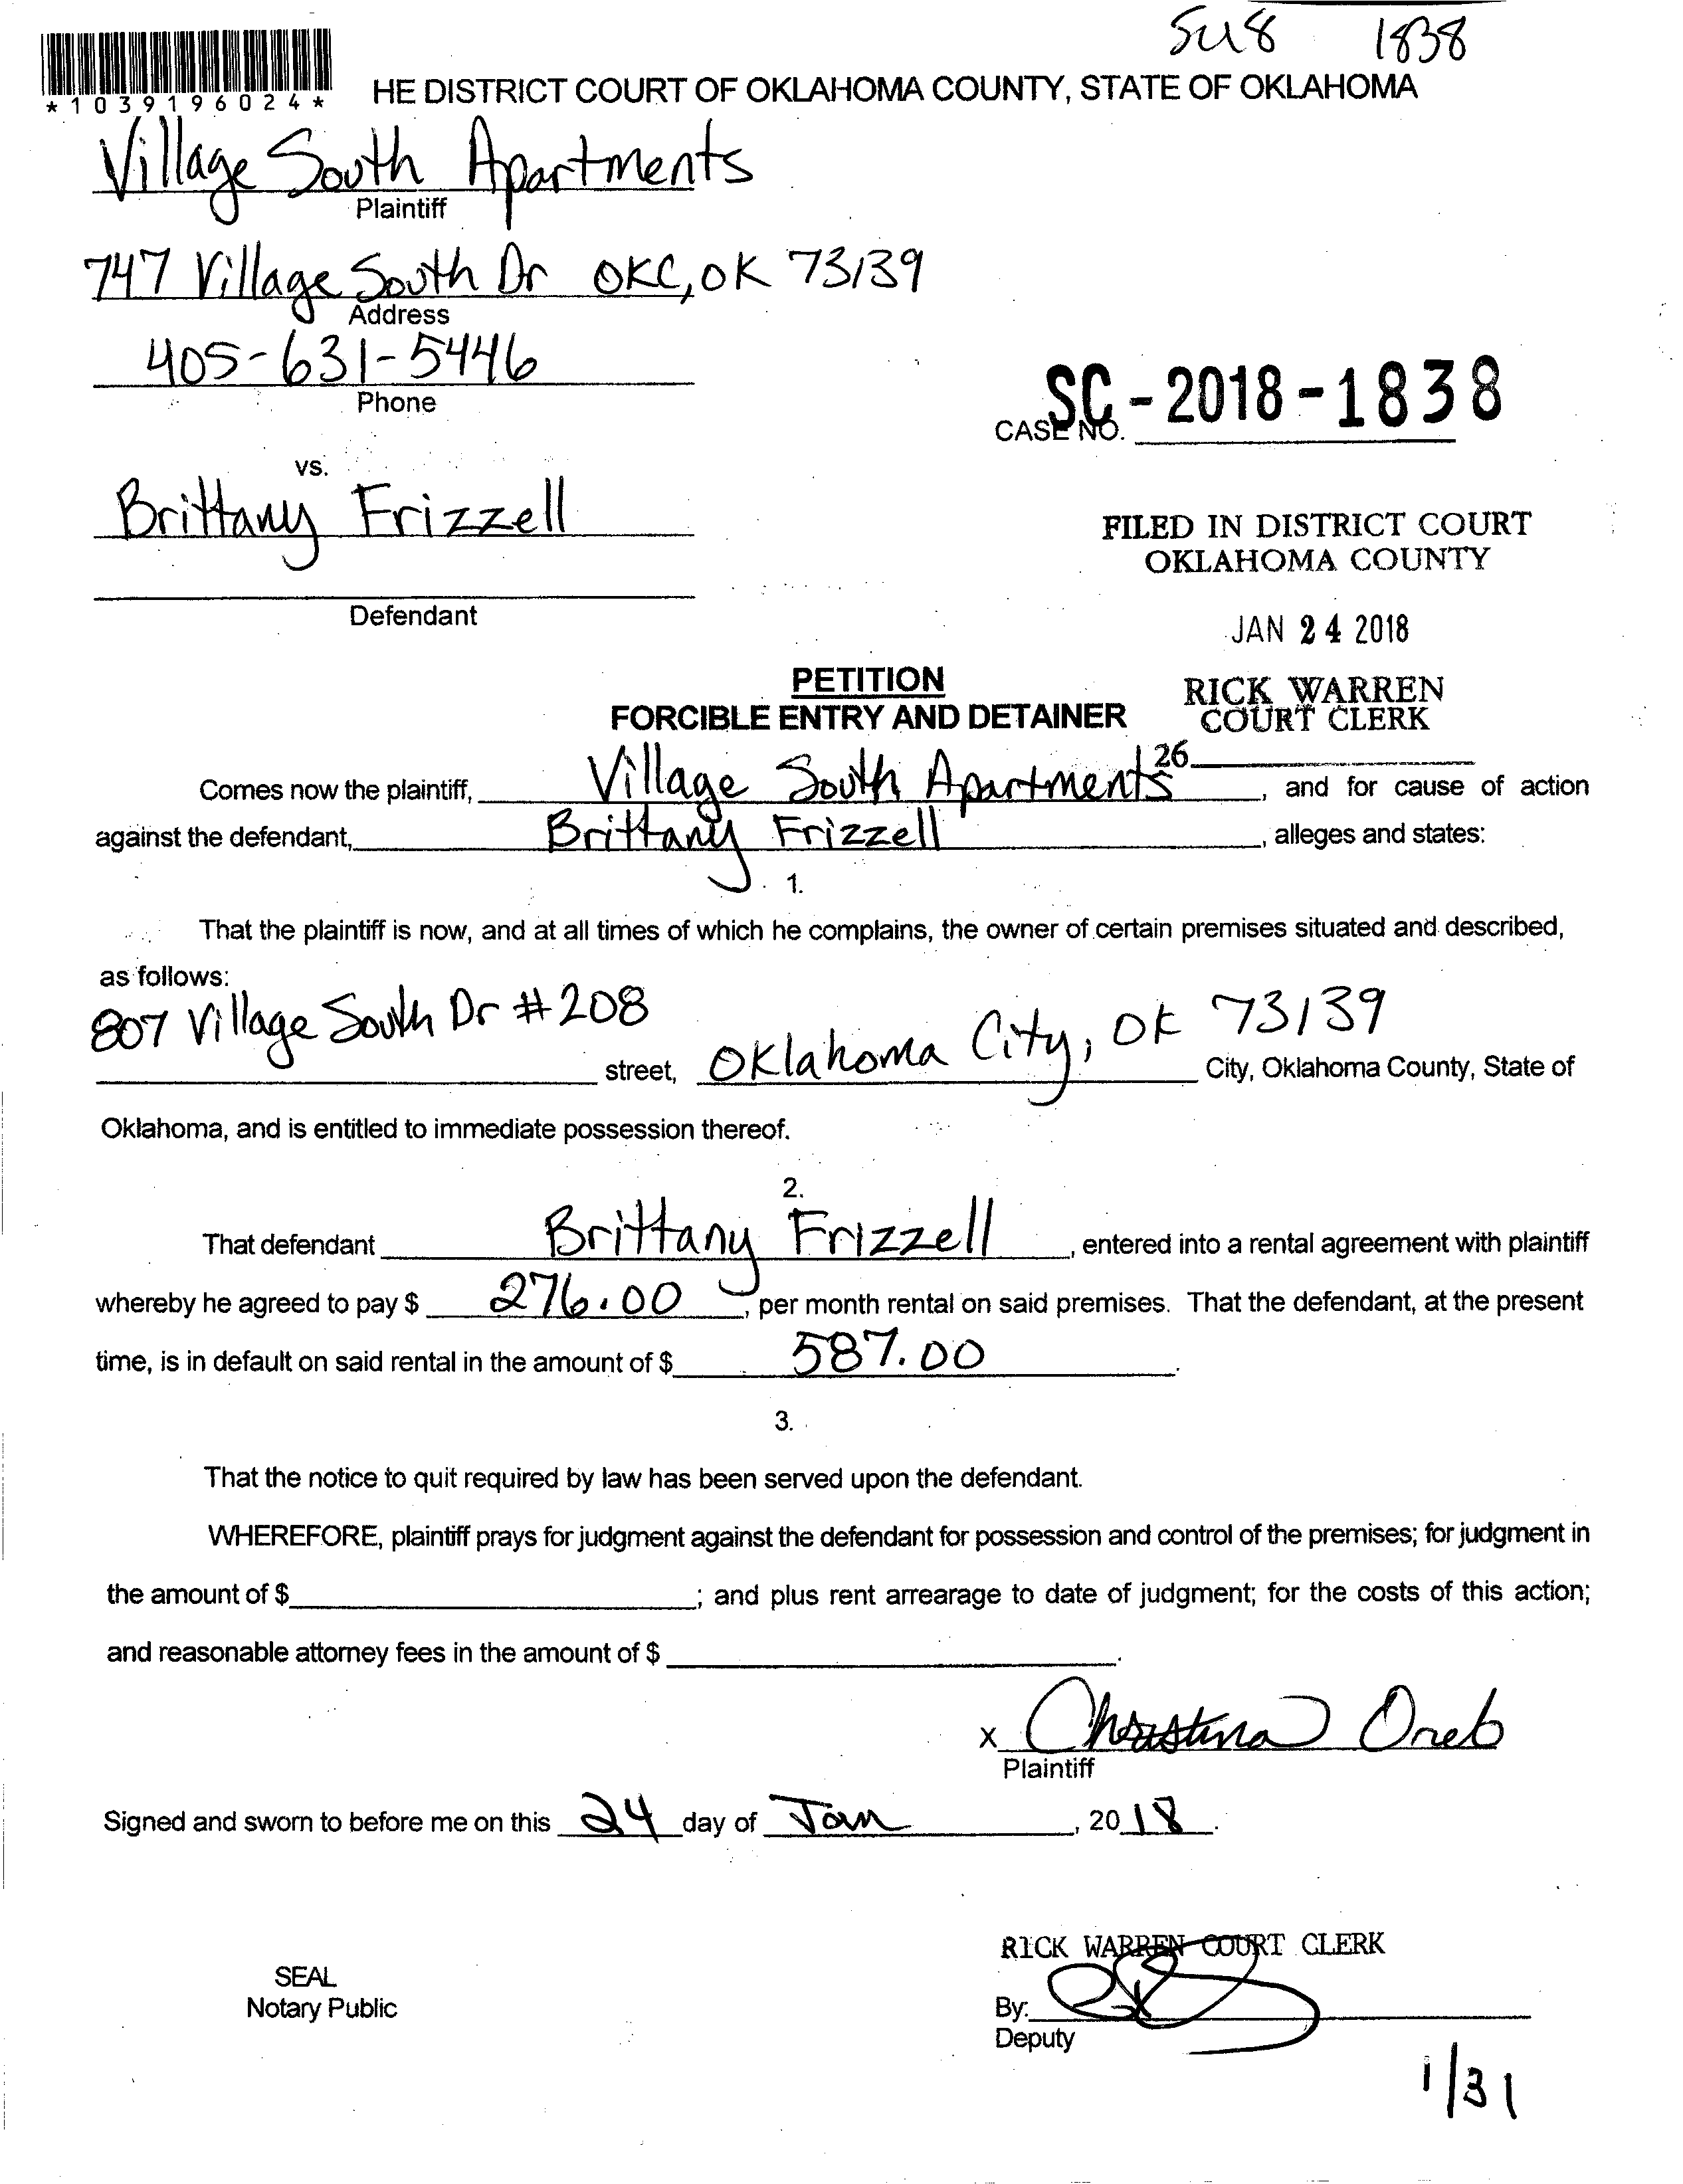 Su8 1838
*1039196024*
HE DISTRICT COURT OF OKLAHOMA COUNTY, STATE OF OKLAHOMA
Village South Apartments
Plaintiff
747 Village South Dr OKC, OK 73139
Address
405-631-5446
Phone
CASE NO. SC-2018-1838
vs.
Brittany Frizzell
Defendant
FILED IN DISTRICT COURT
OKLAHOMA COUNTY
JAN 24 2018
RICK WARREN
COURT CLERK
26
PETITION
FORCIBLE ENTRY AND DETAINER
Comes now the plaintiff, Village South Apartments, and for cause of action
against the defendant, Brittany Frizzell, alleges and states:
1.
That the plaintiff is now, and at all times of which he complains, the owner of certain premises situated and described,
as follows:
807 Village South Dr #208 street, Oklahoma City, OK 73139 City, Oklahoma County, State of
Oklahoma, and is entitled to immediate possession thereof.
2.
That defendant Brittany Frizzell, entered into a rental agreement with plaintiff
whereby he agreed to pay $ 276.00, per month rental on said premises. That the defendant, at the present
time, is in default on said rental in the amount of $ 587.00.
3.
That the notice to quit required by law has been served upon the defendant.
WHEREFORE, plaintiff prays for judgment against the defendant for possession and control of the premises; for judgment in
the amount of $ ; and plus rent arrearage to date of judgment; for the costs of this action;
and reasonable attorney fees in the amount of $ .
x Christina Oreb
Plaintiff
Signed and sworn to before me on this 24 day of Jan, 2018.
RICK WARREN COURT CLERK
SEAL
Notary Public
By:
Deputy
1/31